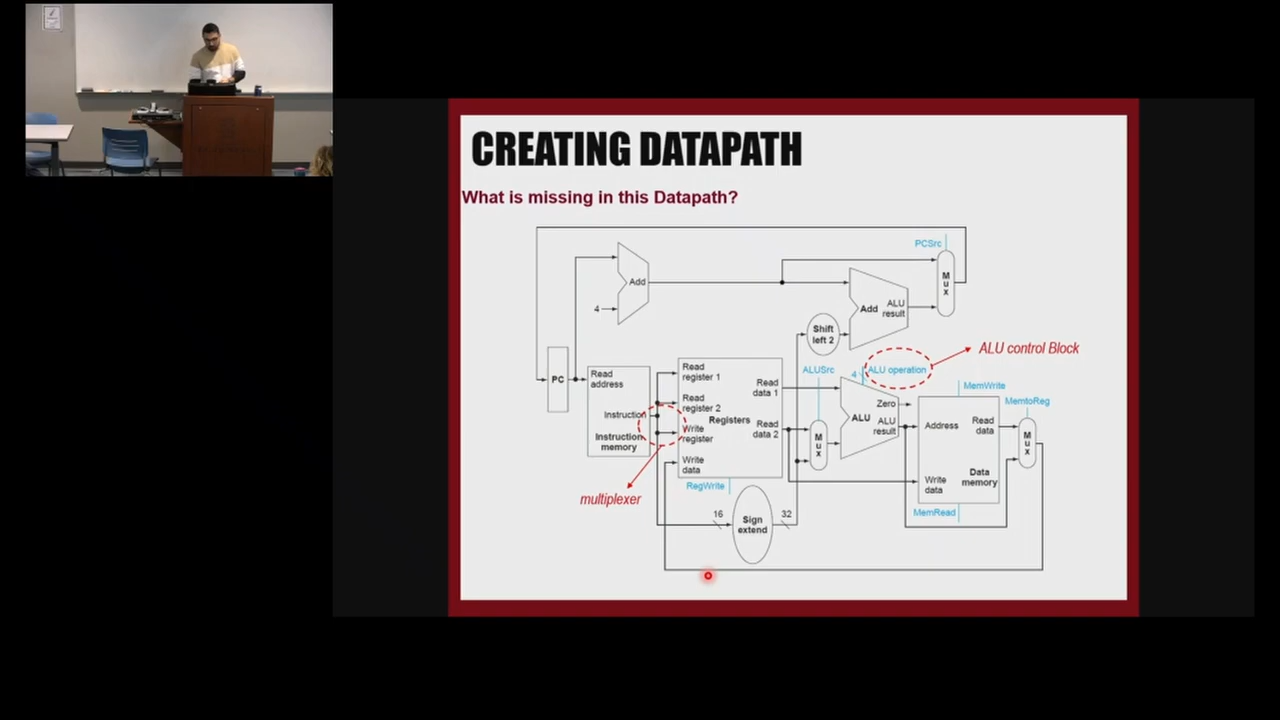 CREATING DATAPATH
What is missing in this Datapath?
PCSrc
Add
4
Mux
Add
ALU
result
Shift
left 2
ALU control Block
PC
Read
address
Instruction
Instruction
memory
Read
register 1
Read
register 2
Write
register
Write
data
Registers
Read
data 1
Read
data 2
RegWrite
multiplexer
ALUSrc
Mux
4
ALU operation
Zero
ALU
ALU
result
MemWrite
MemtoReg
Address
Read
data
Write
data
Data
memory
Mux
MemRead
16
Sign
extend
32